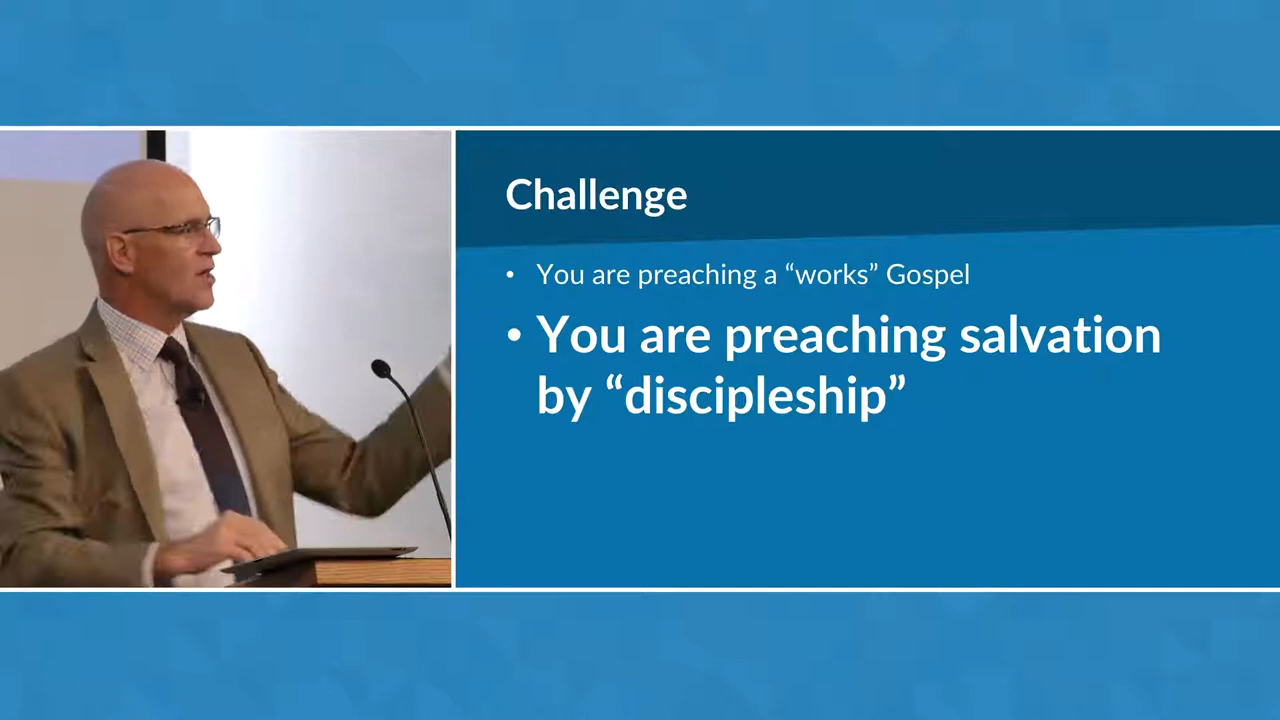 Challenge
• You are preaching a “works” Gospel
• You are preaching salvation
by “discipleship”